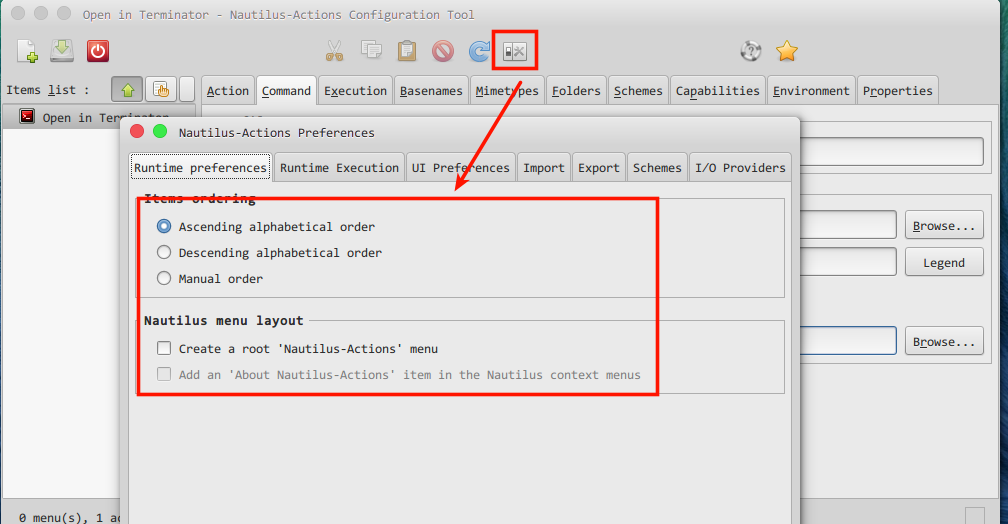 Open in Terminator - Nautilus-Actions Configuration Tool
Items list :
Action Command Execution Basenames Mimetypes Folders Schemes Capabilities Environment Properties
Open in Terminator
Nautilus-Actions Preferences
Runtime preferences Runtime Execution UI Preferences Import Export Schemes I/O Providers
Items ordering
Ascending alphabetical order
Browse...
Descending alphabetical order
Legend
Manual order
Nautilus menu layout
Browse...
Create a root 'Nautilus-Actions' menu
Add an 'About Nautilus-Actions' item in the Nautilus context menus
0 menu(s), 1